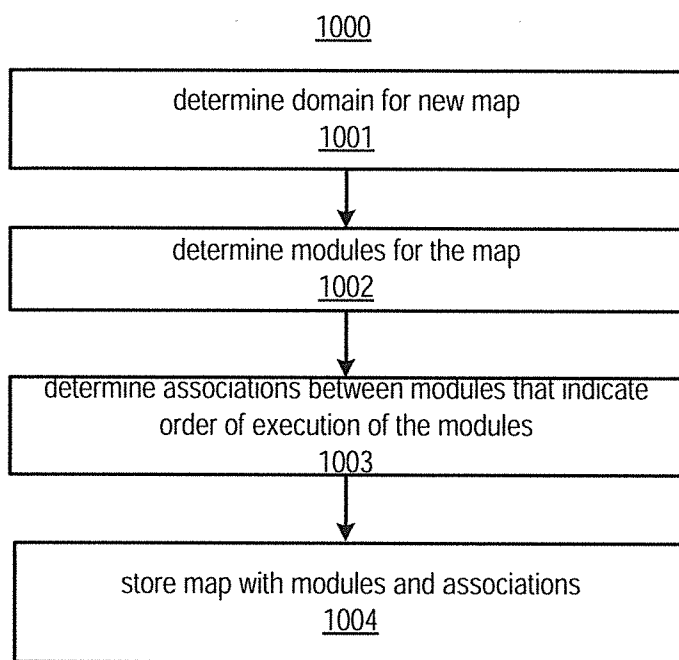 1000
determine domain for new map
1001
determine modules for the map
1002
determine associations between modules that indicate
order of execution of the modules
1003
store map with modules and associations
1004